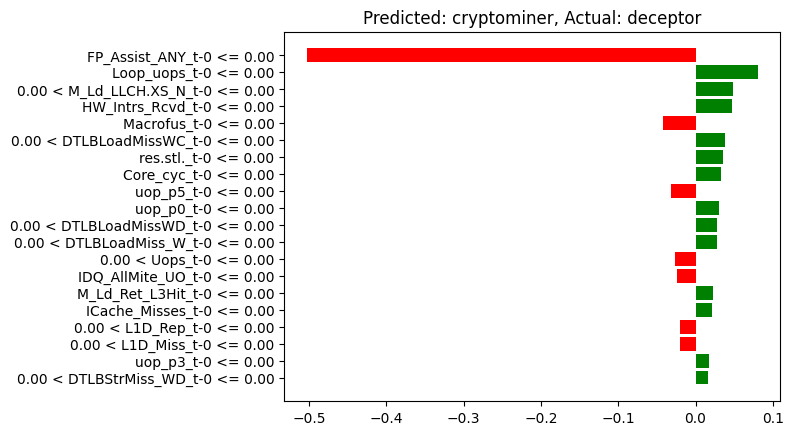 Predicted: cryptominer, Actual: deceptor
FP_Assist_ANY_t-0 <= 0.00
Loop_uops_t-0 <= 0.00
0.00 < M_Ld_LLCH.XS_N_t-0 <= 0.00
HW_Intrs_Rcvd_t-0 <= 0.00
Macrofus_t-0 <= 0.00
0.00 < DTLBLoadMissWC_t-0 <= 0.00
res.stl._t-0 <= 0.00
Core_cyc_t-0 <= 0.00
uop_p5_t-0 <= 0.00
uop_p0_t-0 <= 0.00
0.00 < DTLBLoadMissWD_t-0 <= 0.00
0.00 < DTLBLoadMiss_W_t-0 <= 0.00
0.00 < Uops_t-0 <= 0.00
IDQ_AllMite_UO_t-0 <= 0.00
M_Ld_Ret_L3Hit_t-0 <= 0.00
ICache_Misses_t-0 <= 0.00
0.00 < L1D_Rep_t-0 <= 0.00
0.00 < L1D_Miss_t-0 <= 0.00
uop_p3_t-0 <= 0.00
0.00 < DTLBStrMiss_WD_t-0 <= 0.00
−0.5 −0.4 −0.3 −0.2 −0.1 0.0 0.1